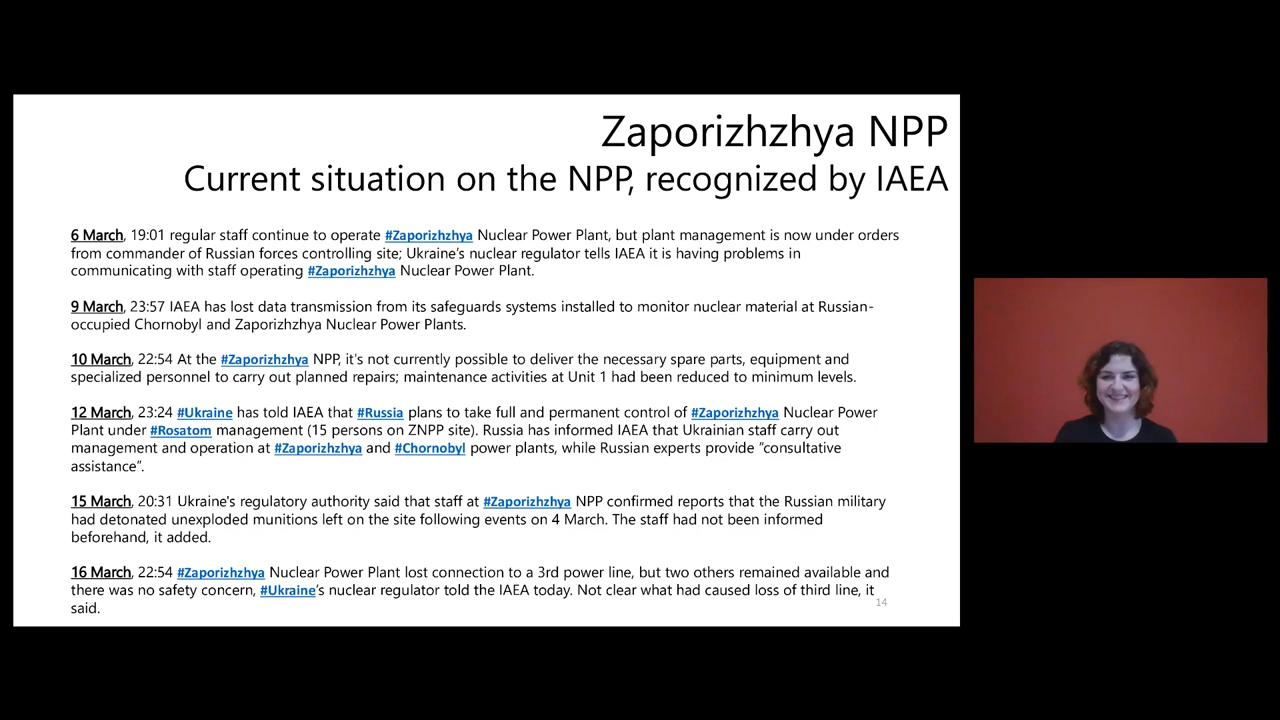 Zaporizhzhya NPP
Current situation on the NPP, recognized by IAEA
6 March, 19:01 regular staff continue to operate #Zaporizhzhya Nuclear Power Plant, but plant management is now under orders
from commander of Russian forces controlling site; Ukraine's nuclear regulator tells IAEA it is having problems in
communicating with staff operating #Zaporizhzhya Nuclear Power Plant.
9 March, 23:57 IAEA has lost data transmission from its safeguards systems installed to monitor nuclear material at Russian-
occupied Chornobyl and Zaporizhzhya Nuclear Power Plants.
10 March, 22:54 At the #Zaporizhzhya NPP, it's not currently possible to deliver the necessary spare parts, equipment and
specialized personnel to carry out planned repairs; maintenance activities at Unit 1 had been reduced to minimum levels.
12 March, 23:24 #Ukraine has told IAEA that #Russia plans to take full and permanent control of #Zaporizhzhya Nuclear Power
Plant under #Rosatom management (15 persons on ZNPP site). Russia has informed IAEA that Ukrainian staff carry out
management and operation at #Zaporizhzhya and #Chornobyl power plants, while Russian experts provide "consultative
assistance".
15 March, 20:31 Ukraine's regulatory authority said that staff at #Zaporizhzhya NPP confirmed reports that the Russian military
had detonated unexploded munitions left on the site following events on 4 March. The staff had not been informed
beforehand, it added.
16 March, 22:54 #Zaporizhzhya Nuclear Power Plant lost connection to a 3rd power line, but two others remained available and
there was no safety concern, #Ukraine's nuclear regulator told the IAEA today. Not clear what had caused loss of third line, it
said.
14